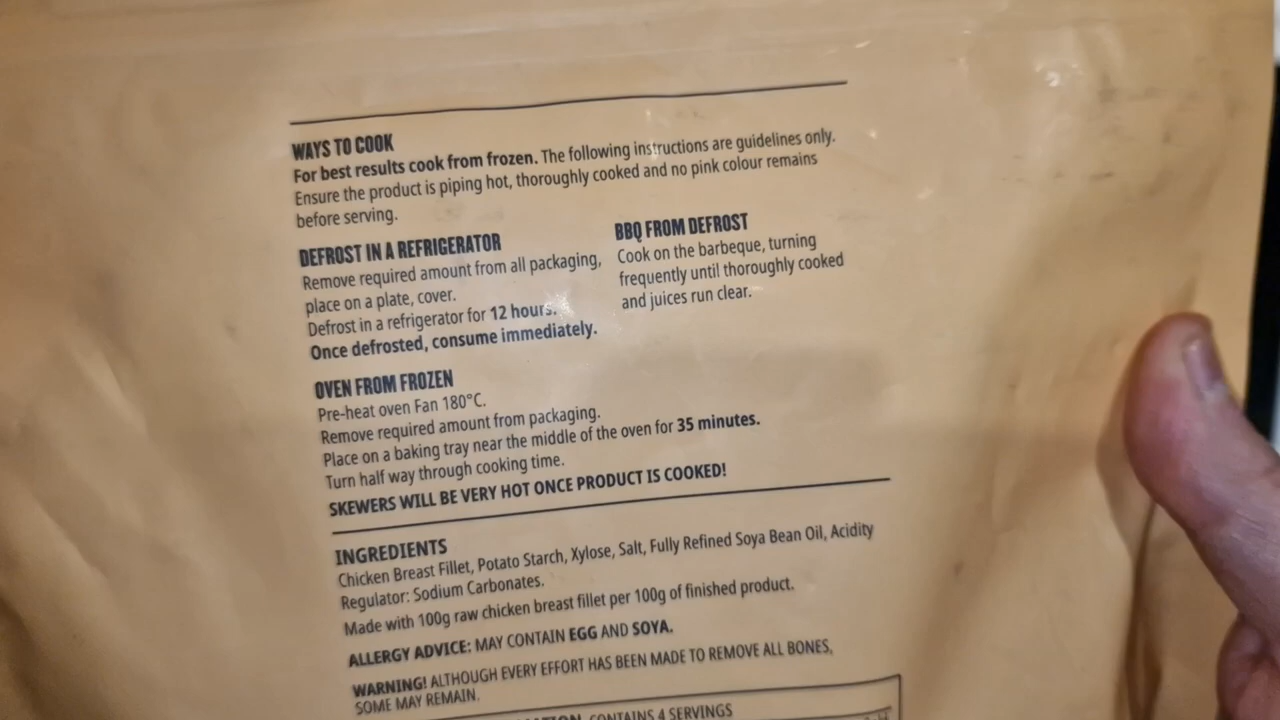 WAYS TO COOK
For best results cook from frozen. The following instructions are guidelines only.
Ensure the product is piping hot, thoroughly cooked and no pink colour remains
before serving.
DEFROST IN A REFRIGERATOR
Remove required amount from all packaging,
place on a plate, cover.
Defrost in a refrigerator for 12 hours.
Once defrosted, consume immediately.
BBQ FROM DEFROST
Cook on the barbeque, turning
frequently until thoroughly cooked
and juices run clear.
OVEN FROM FROZEN
Pre-heat oven Fan 180°C.
Remove required amount from packaging.
Place on a baking tray near the middle of the oven for 35 minutes.
Turn half way through cooking time.
SKEWERS WILL BE VERY HOT ONCE PRODUCT IS COOKED!
INGREDIENTS
Chicken Breast Fillet, Potato Starch, Xylose, Salt, Fully Refined Soya Bean Oil, Acidity
Regulator: Sodium Carbonates.
Made with 100g raw chicken breast fillet per 100g of finished product.
ALLERGY ADVICE: MAY CONTAIN EGG AND SOYA.
WARNING! ALTHOUGH EVERY EFFORT HAS BEEN MADE TO REMOVE ALL BONES,
SOME MAY REMAIN.
CONTAINS 4 SERVINGS